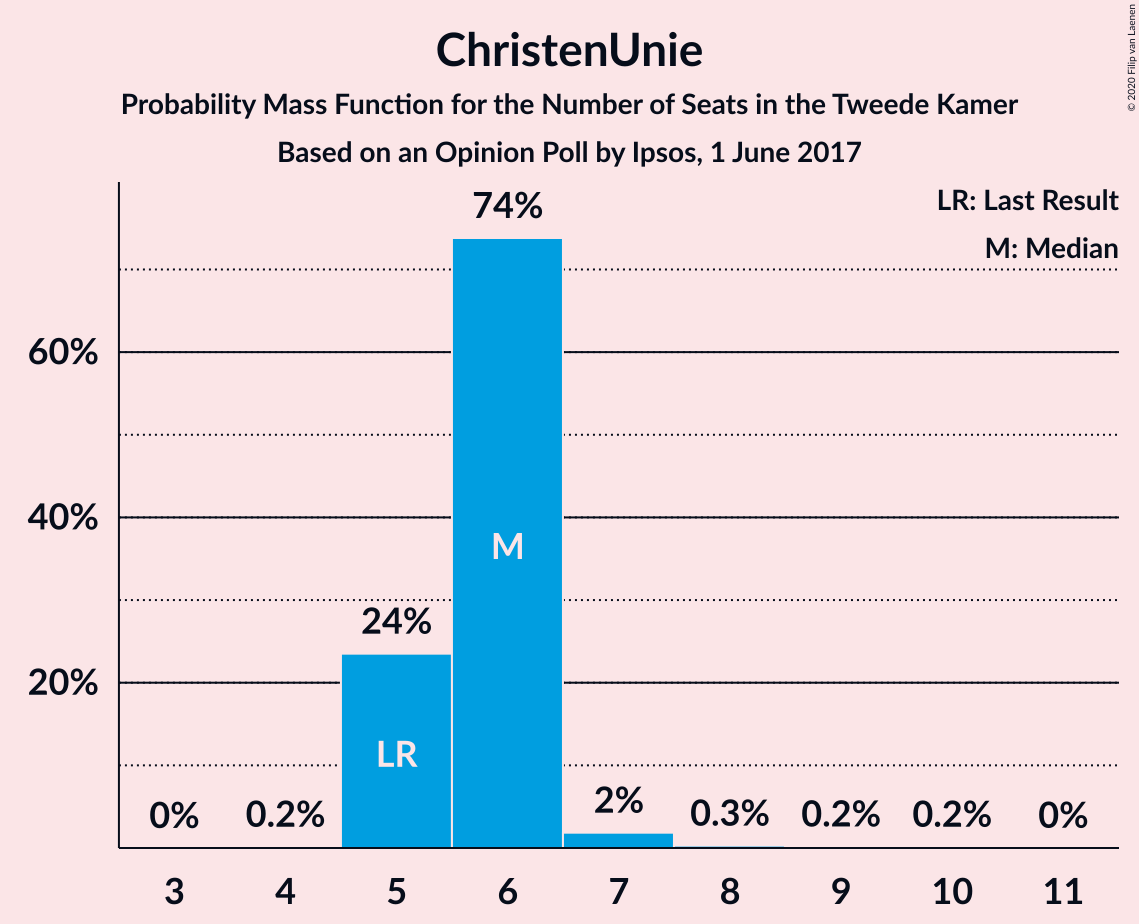 ChristenUnie
Probability Mass Function for the Number of Seats in the Tweede Kamer
Based on an Opinion Poll by Ipsos, 1 June 2017
© 2020 Filip van Laenen
LR: Last Result
M: Median
74%
60%
40%
M
24%
20%
LR
0%
0.2%
2%
0.3%
0.2%
0.2%
0%
3 4 5 6 7 8 9 10 11